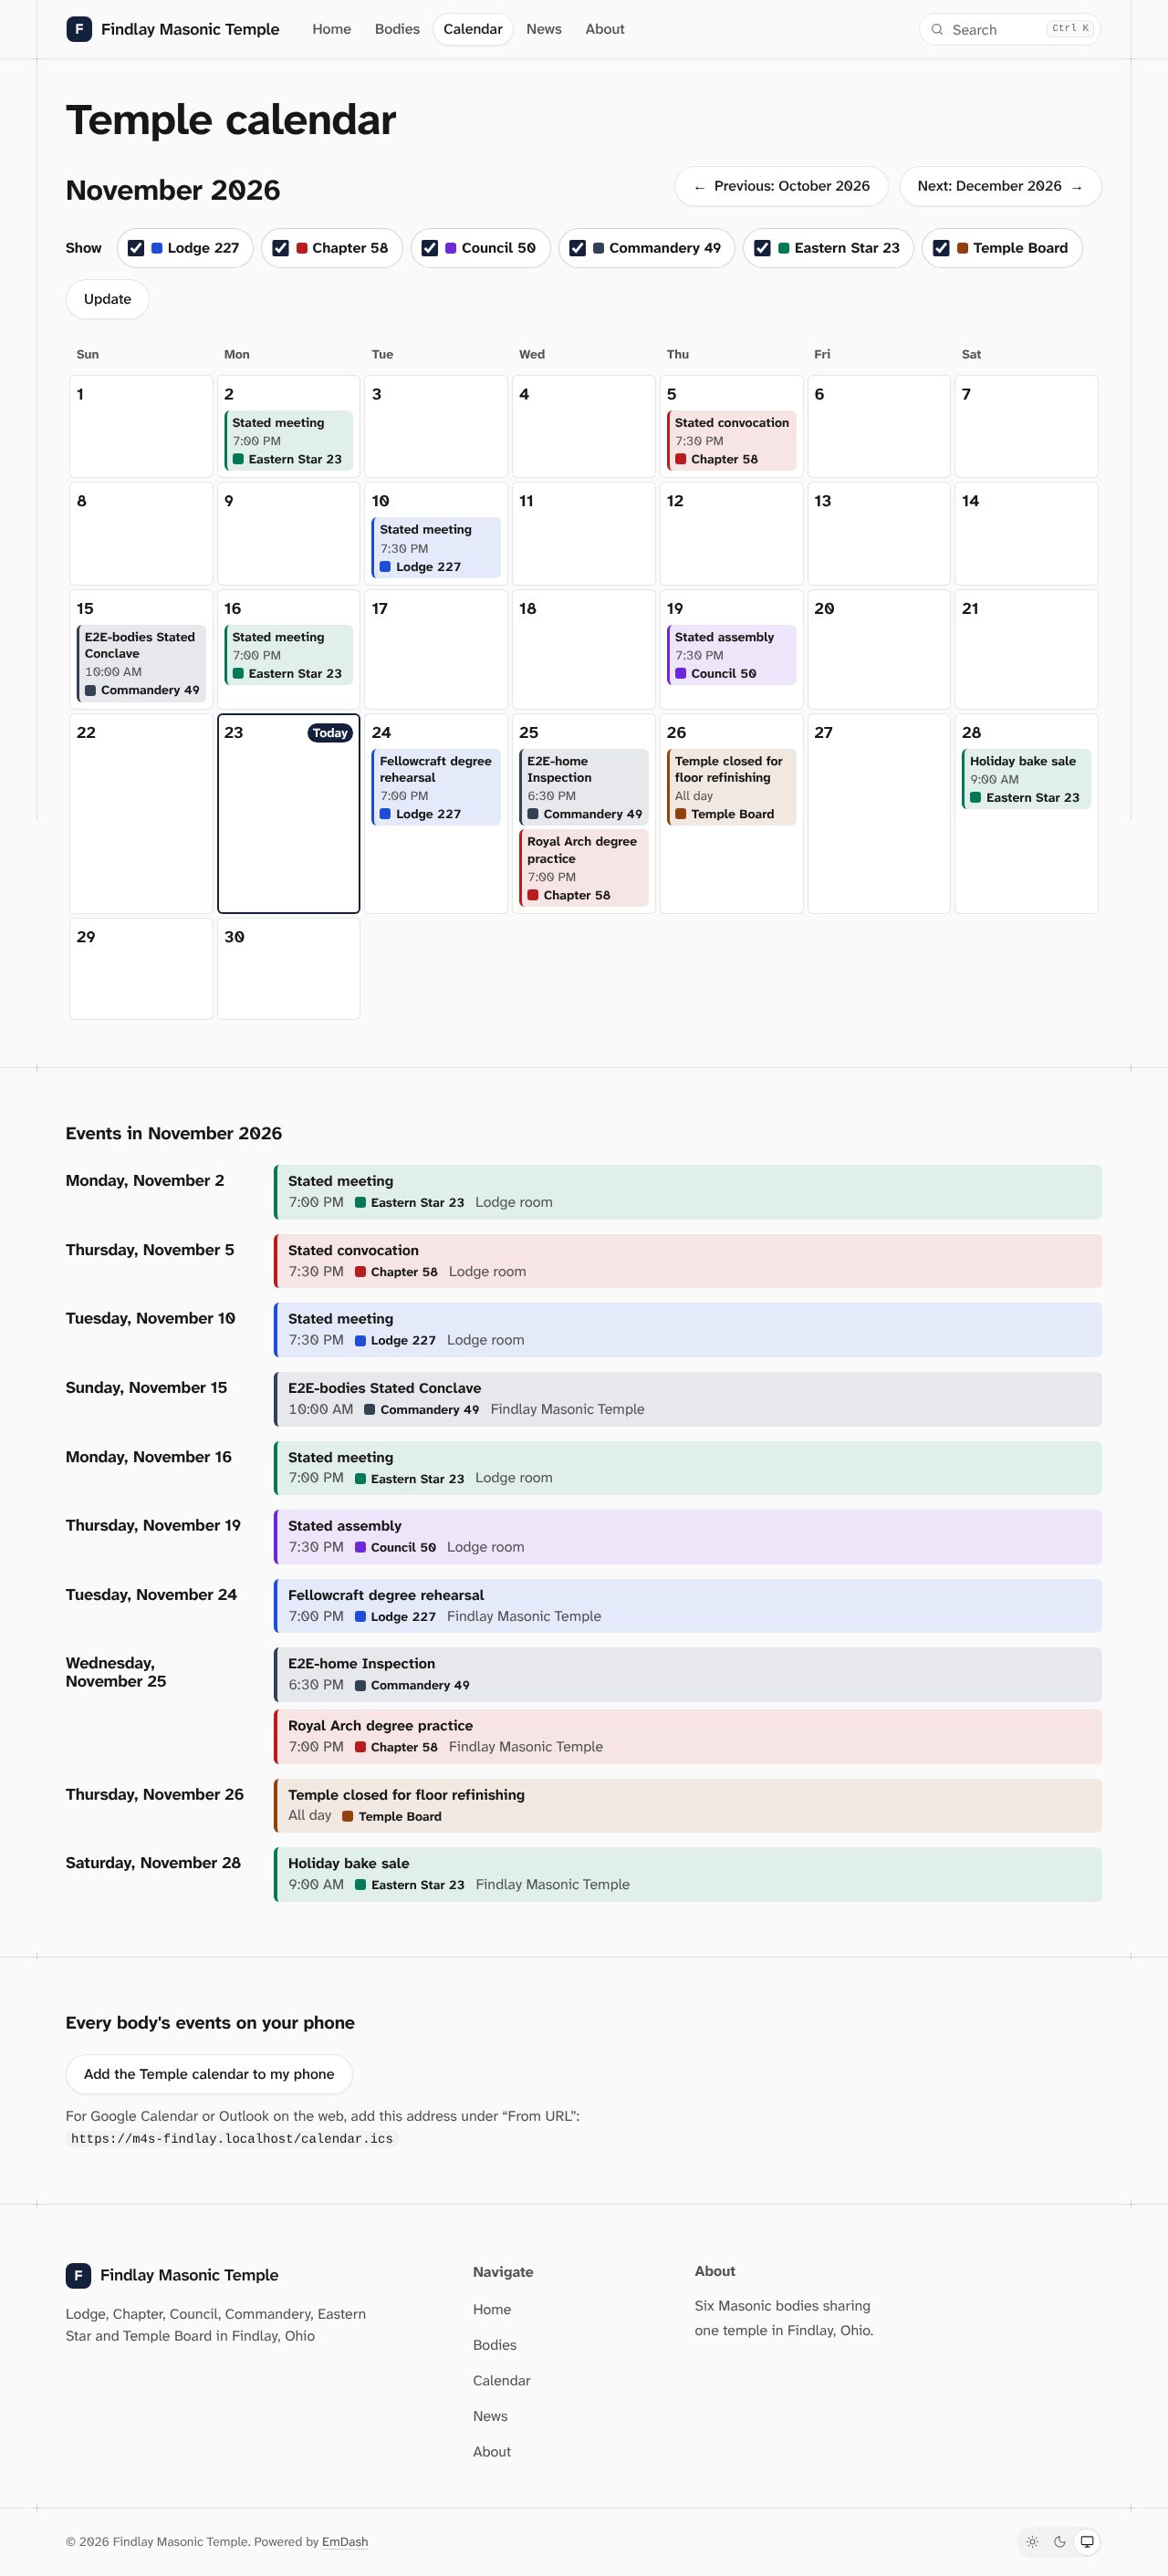 F Findlay Masonic Temple Home Bodies Calendar News About Search Ctrl K
Temple calendar
November 2026
← Previous: October 2026 Next: December 2026 →
Show Lodge 227 Chapter 58 Council 50 Commandery 49 Eastern Star 23 Temple Board
Update
Sun Mon Tue Wed Thu Fri Sat
1
2
Stated meeting
7:00 PM
Eastern Star 23
3
4
5
Stated convocation
7:30 PM
Chapter 58
6
7
8
9
10
Stated meeting
7:30 PM
Lodge 227
11
12
13
14
15
E2E-bodies Stated
Conclave
10:00 AM
Commandery 49
16
Stated meeting
7:00 PM
Eastern Star 23
17
18
19
Stated assembly
7:30 PM
Council 50
20
21
22
23 Today
24
Fellowcraft degree
rehearsal
7:00 PM
Lodge 227
25
E2E-home
Inspection
6:30 PM
Commandery 49
Royal Arch degree
practice
7:00 PM
Chapter 58
26
Temple closed for
floor refinishing
All day
Temple Board
27
28
Holiday bake sale
9:00 AM
Eastern Star 23
29
30
Events in November 2026
Monday, November 2
Stated meeting
7:00 PM Eastern Star 23 Lodge room
Thursday, November 5
Stated convocation
7:30 PM Chapter 58 Lodge room
Tuesday, November 10
Stated meeting
7:30 PM Lodge 227 Lodge room
Sunday, November 15
E2E-bodies Stated Conclave
10:00 AM Commandery 49 Findlay Masonic Temple
Monday, November 16
Stated meeting
7:00 PM Eastern Star 23 Lodge room
Thursday, November 19
Stated assembly
7:30 PM Council 50 Lodge room
Tuesday, November 24
Fellowcraft degree rehearsal
7:00 PM Lodge 227 Findlay Masonic Temple
Wednesday,
November 25
E2E-home Inspection
6:30 PM Commandery 49
Royal Arch degree practice
7:00 PM Chapter 58 Findlay Masonic Temple
Thursday, November 26
Temple closed for floor refinishing
All day Temple Board
Saturday, November 28
Holiday bake sale
9:00 AM Eastern Star 23 Findlay Masonic Temple
Every body's events on your phone
Add the Temple calendar to my phone
For Google Calendar or Outlook on the web, add this address under “From URL”:
https://m4s-findlay.localhost/calendar.ics
F Findlay Masonic Temple
Lodge, Chapter, Council, Commandery, Eastern
Star and Temple Board in Findlay, Ohio
Navigate
Home
Bodies
Calendar
News
About
About
Six Masonic bodies sharing
one temple in Findlay, Ohio.
© 2026 Findlay Masonic Temple. Powered by EmDash